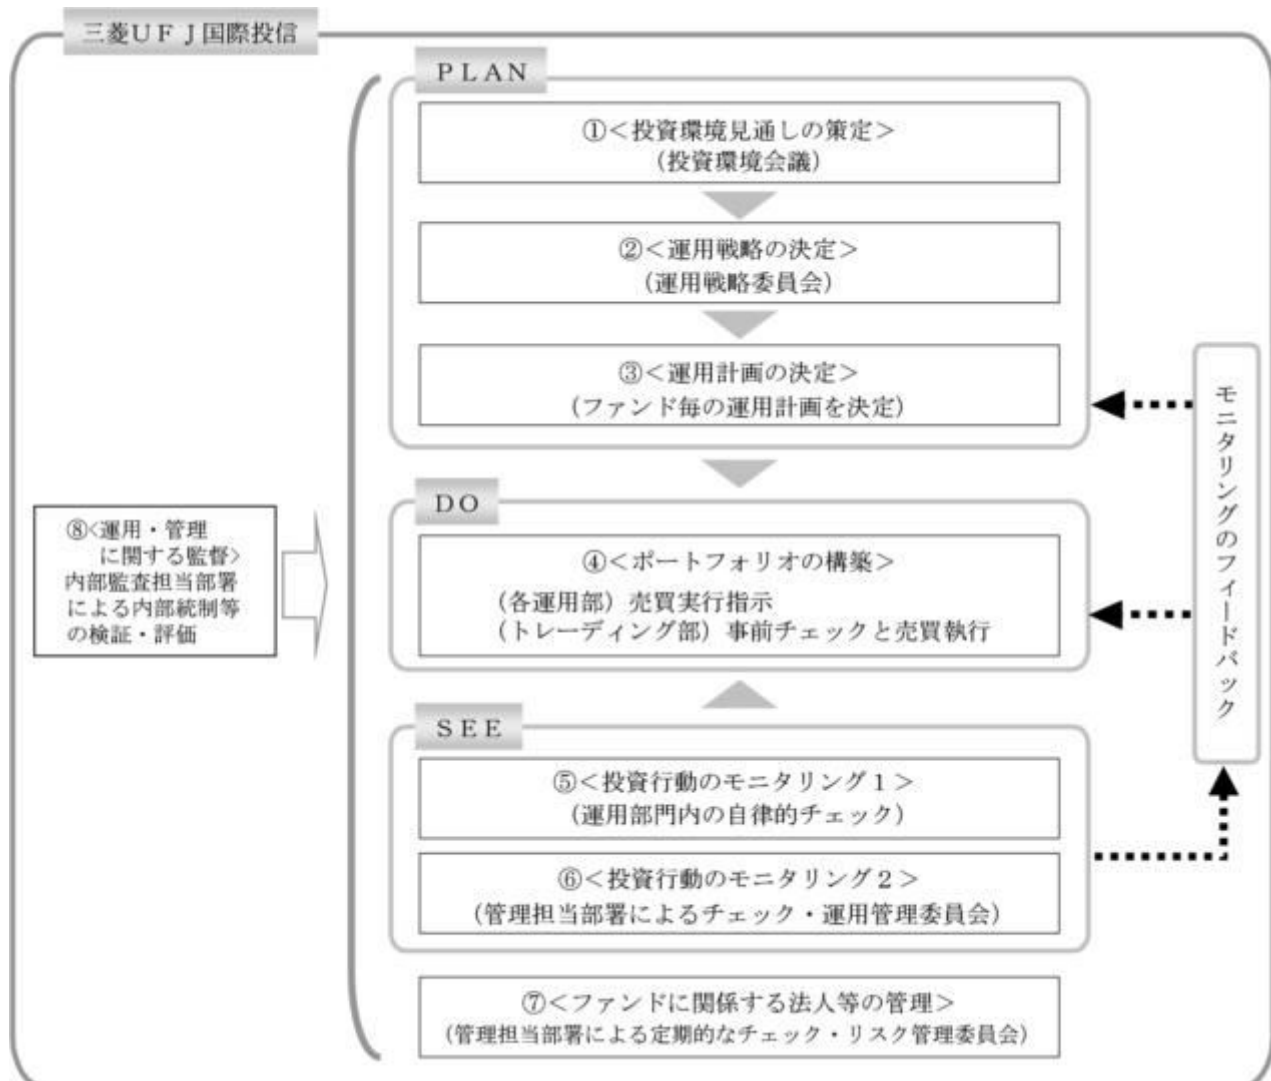 三菱UFJ国際投信
PLAN
①<投資環境見通しの策定>
(投資環境会議)
②<運用戦略の決定>
(運用戦略委員会)
③<運用計画の決定>
(ファンド毎の運用計画を決定)
DO
④<ポートフォリオの構築>
(各運用部)売買実行指示
(トレーディング部)事前チェックと売買執行
SEE
⑤<投資行動のモニタリング1>
(運用部門内の自律的チェック)
⑥<投資行動のモニタリング2>
(管理担当部署によるチェック・運用管理委員会)
⑦<ファンドに関係する法人等の管理>
(管理担当部署による定期的なチェック・リスク管理委員会)
⑧<運用・管理
に関する監督>
内部監査担当部署
による内部統制等
の検証・評価
モニタリングのフィードバック